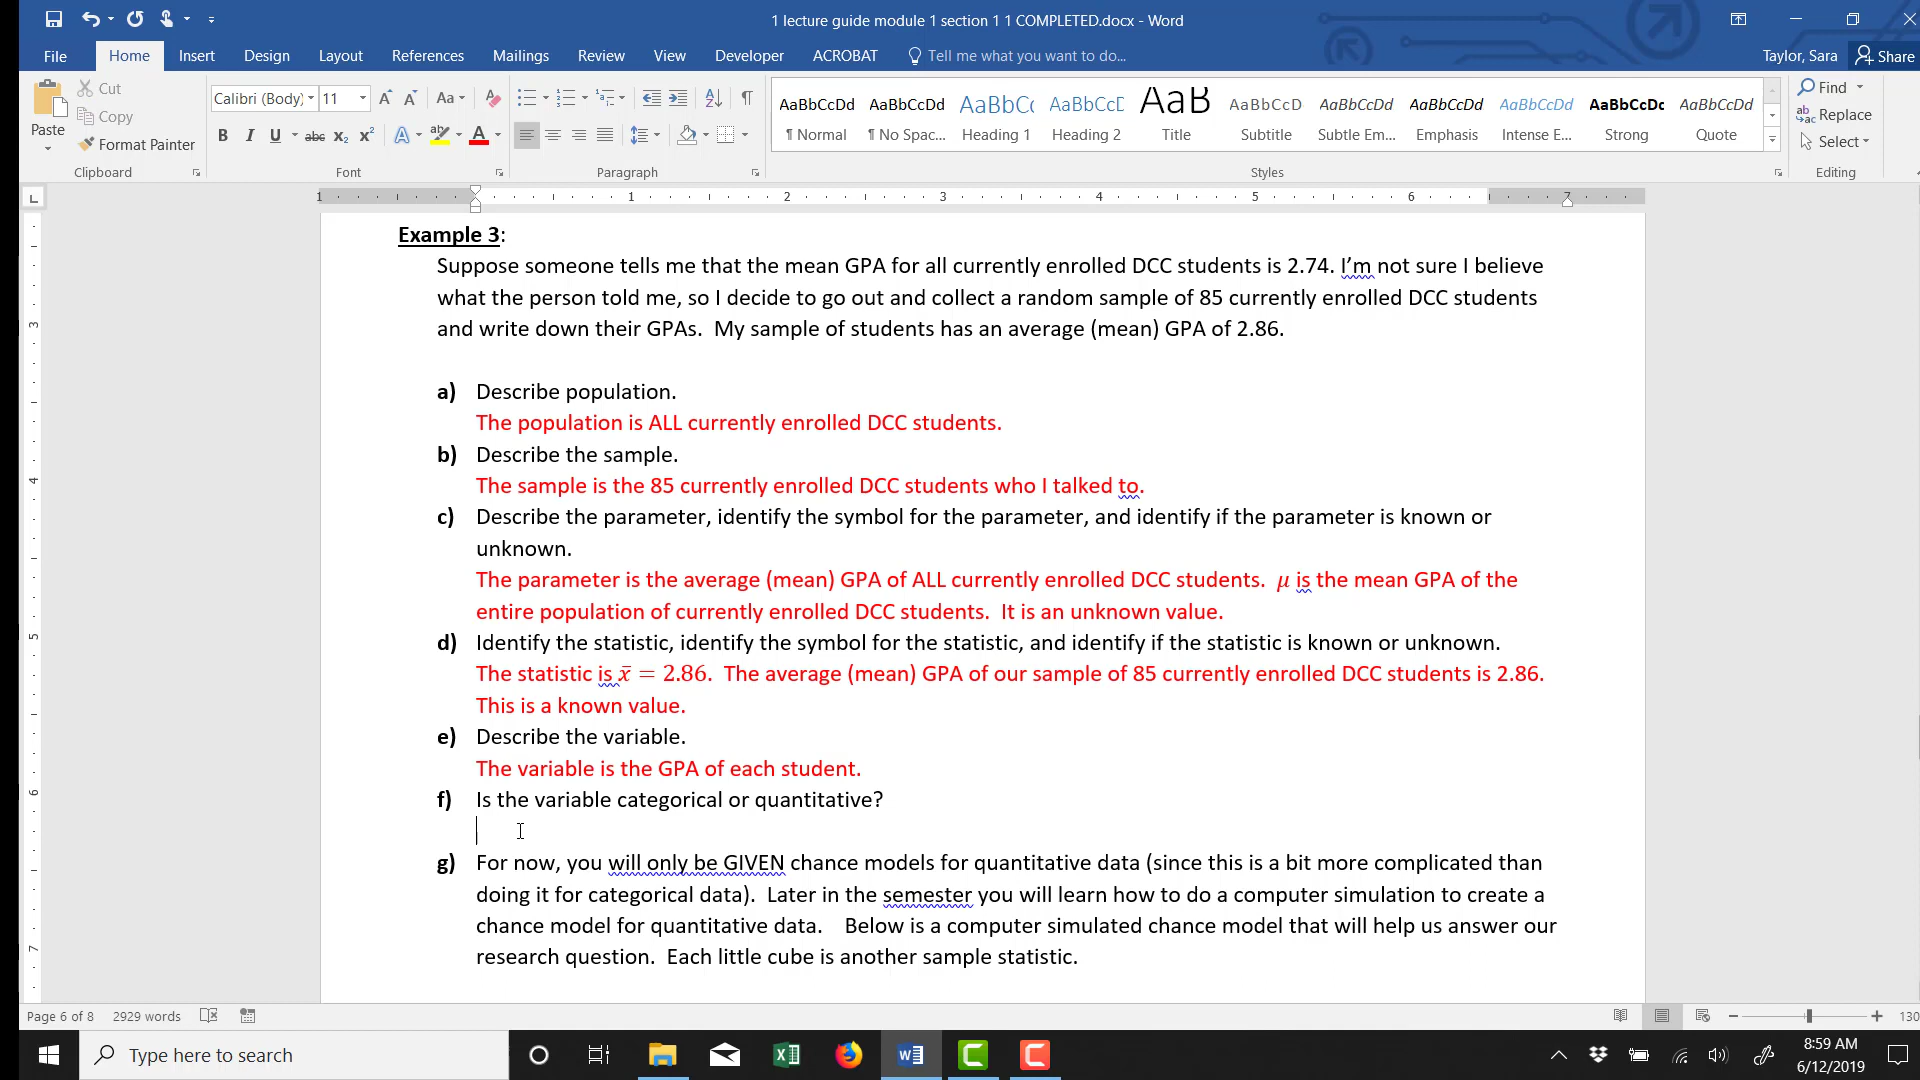 1 lecture guide module 1 section 1 1 COMPLETED.docx - Word
File Home Insert Design Layout References Mailings Review View Developer ACROBAT Tell me what you want to do... Taylor, Sara Share
Paste
Cut
Copy
Format Painter
Clipboard
Calibri (Body) 11
Font
Paragraph
AaBbCcDd AaBbCcDd AaBbCc AaBbCcD AaB AaBbCcD AaBbCcDd AaBbCcDd AaBbCcDd AaBbCcDc AaBbCcDd
¶ Normal ¶ No Spac... Heading 1 Heading 2 Title Subtitle Subtle Em... Emphasis Intense E... Strong Quote
Styles
Find
Replace
Select
Editing
1 1 2 3 4 5 6 7
Example 3:
Suppose someone tells me that the mean GPA for all currently enrolled DCC students is 2.74. I’m not sure I believe
what the person told me, so I decide to go out and collect a random sample of 85 currently enrolled DCC students
and write down their GPAs. My sample of students has an average (mean) GPA of 2.86.
a) Describe population.
The population is ALL currently enrolled DCC students.
b) Describe the sample.
The sample is the 85 currently enrolled DCC students who I talked to.
c) Describe the parameter, identify the symbol for the parameter, and identify if the parameter is known or
unknown.
The parameter is the average (mean) GPA of ALL currently enrolled DCC students. μ is the mean GPA of the
entire population of currently enrolled DCC students. It is an unknown value.
d) Identify the statistic, identify the symbol for the statistic, and identify if the statistic is known or unknown.
The statistic is x̄ = 2.86. The average (mean) GPA of our sample of 85 currently enrolled DCC students is 2.86.
This is a known value.
e) Describe the variable.
The variable is the GPA of each student.
f) Is the variable categorical or quantitative?
g) For now, you will only be GIVEN chance models for quantitative data (since this is a bit more complicated than
doing it for categorical data). Later in the semester you will learn how to do a computer simulation to create a
chance model for quantitative data. Below is a computer simulated chance model that will help us answer our
research question. Each little cube is another sample statistic.
3
4
5
6
7
Page 6 of 8 2929 words 130
Type here to search
8:59 AM
6/12/2019